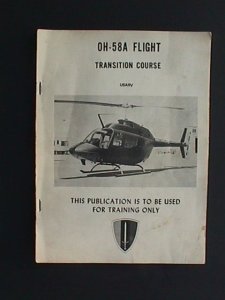 OH-58A FLIGHT
TRANSITION COURSE
USARV
THIS PUBLICATION IS TO BE USED
FOR TRAINING ONLY